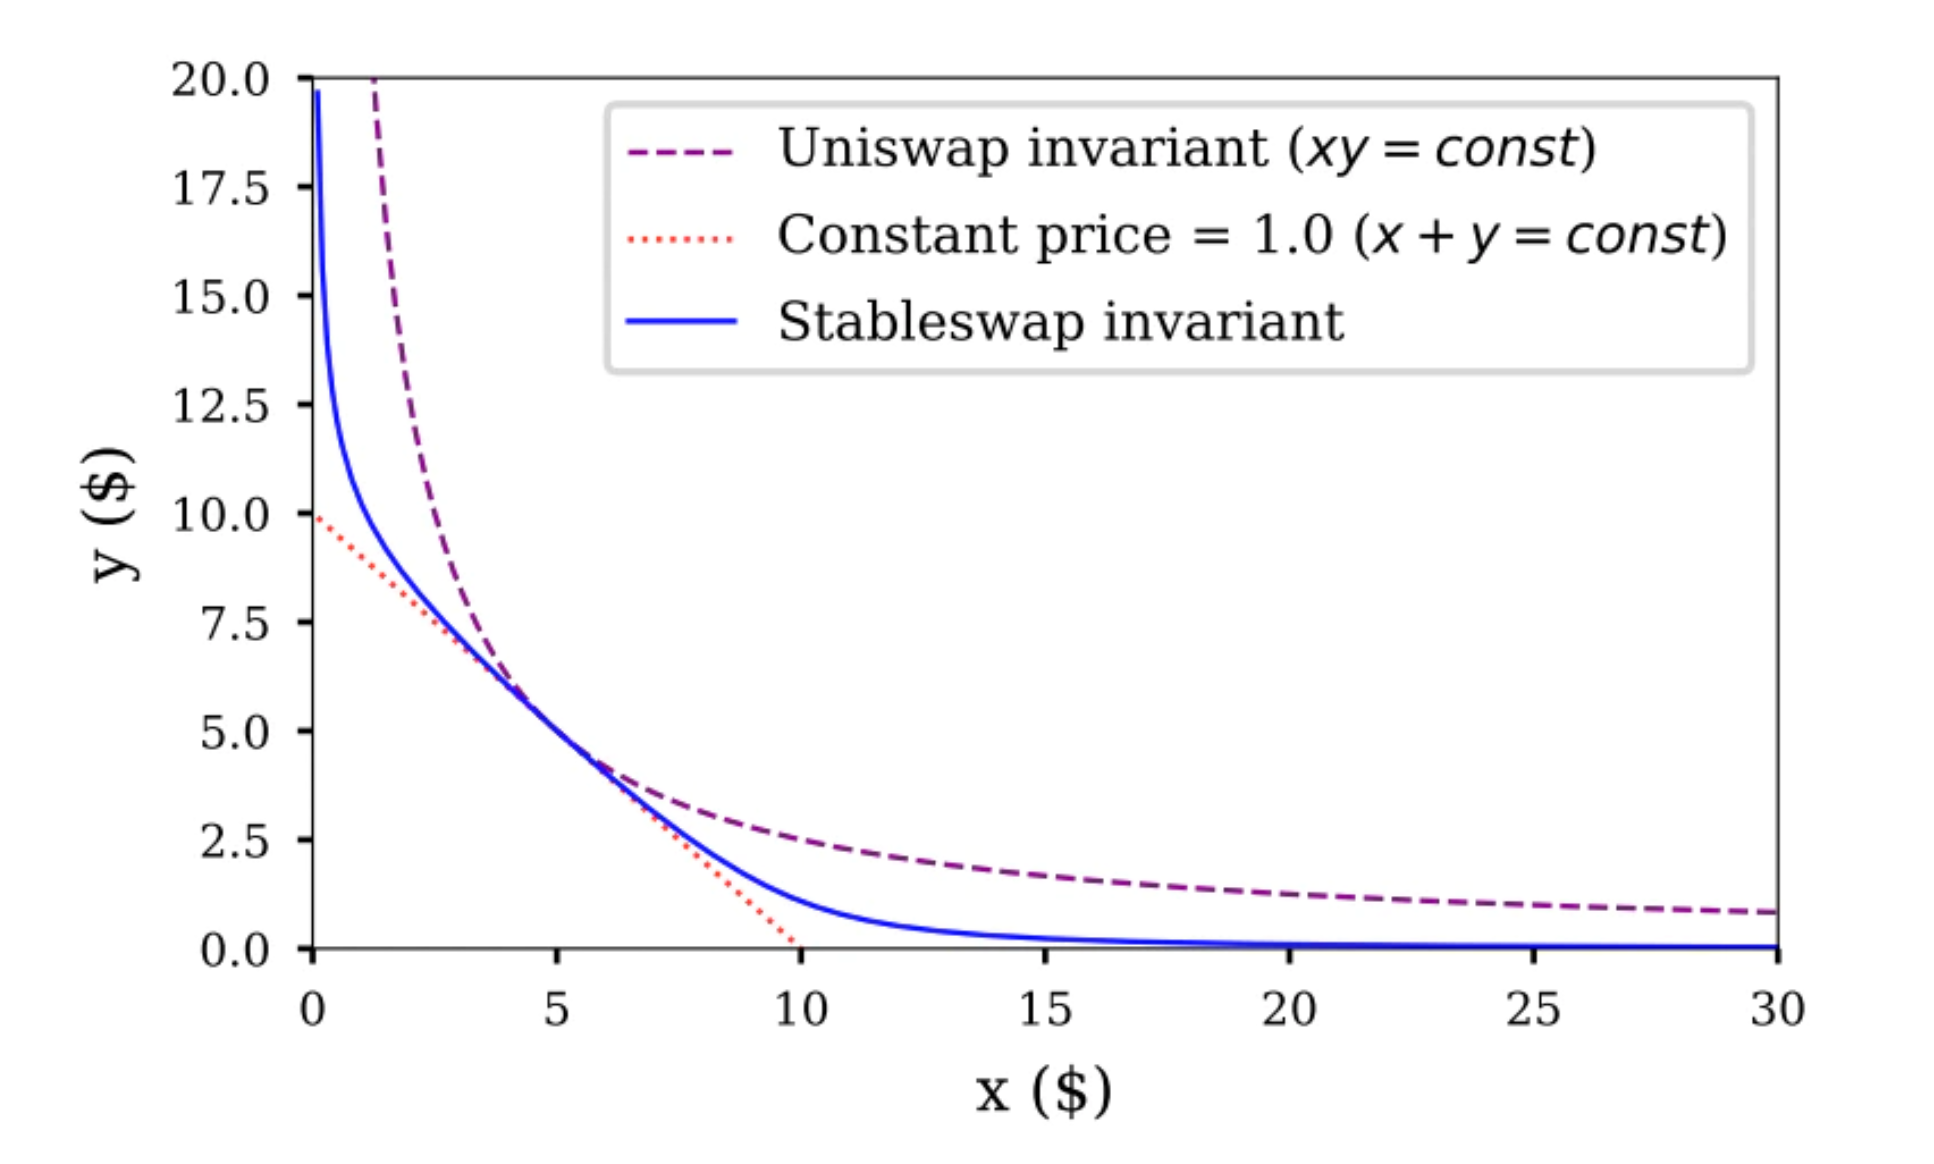 20.0
17.5
15.0
12.5
10.0
7.5
5.0
2.5
0.0
y ($)
Uniswap invariant (xy = const)
Constant price = 1.0 (x + y = const)
Stableswap invariant
0 5 10 15 20 25 30
x ($)